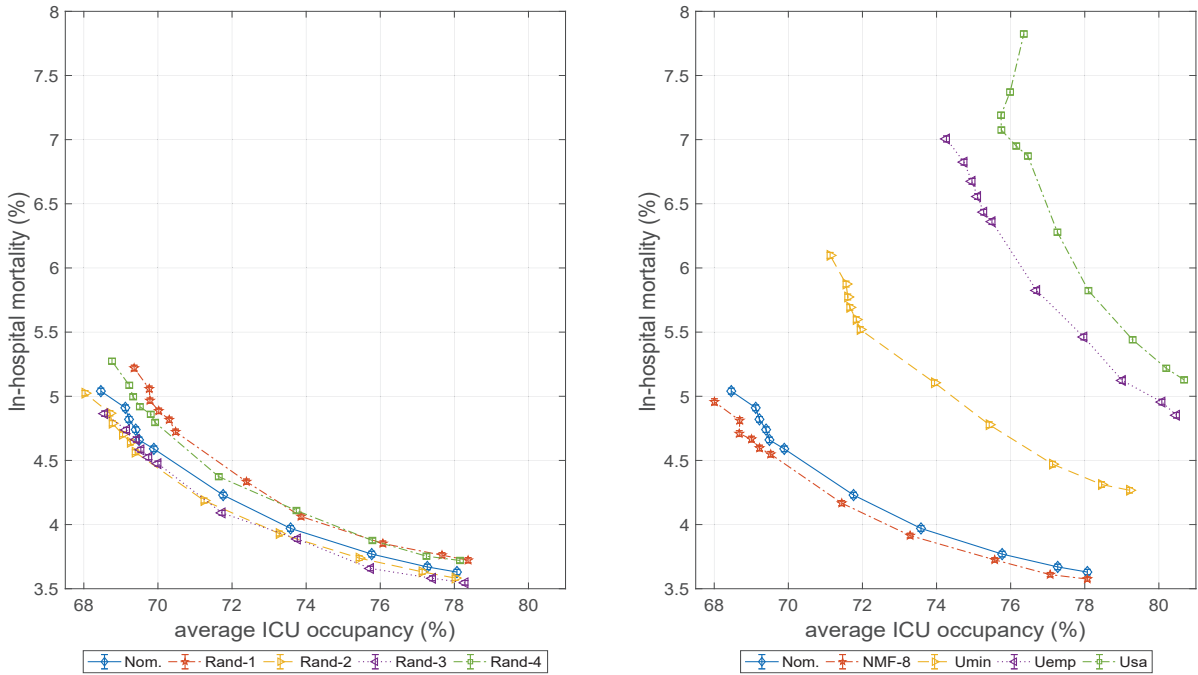 8
7.5
7
6.5
6
5.5
5
4.5
4
3.5
In-hospital mortality (%)
68 70 72 74 76 78 80
average ICU occupancy (%)
Nom. Rand-1 Rand-2 Rand-3 Rand-4
8
7.5
7
6.5
6
5.5
5
4.5
4
3.5
In-hospital mortality (%)
68 70 72 74 76 78 80
average ICU occupancy (%)
Nom. NMF-8 Umin Uemp Usa